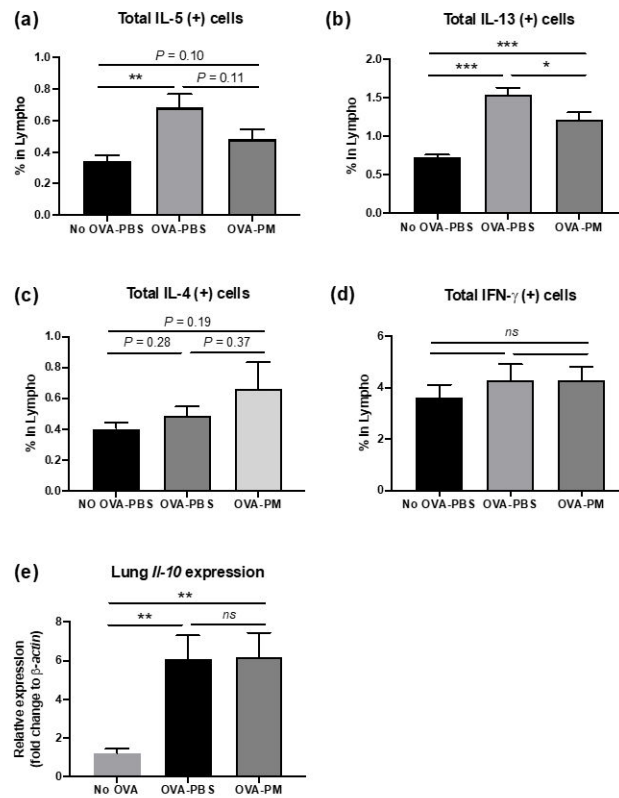 (a)
Total IL-5 (+) cells
P = 0.10
**
P = 0.11
% in Lympho
0.8
0.6
0.4
0.2
0.0
No OVA-PBS OVA-PBS OVA-PM
(b)
Total IL-13 (+) cells
***
***
*
% In Lympho
2.0
1.5
1.0
0.5
0.0
No OVA-PBS OVA-PBS OVA-PM
(c)
Total IL-4 (+) cells
P = 0.19
P = 0.28
P = 0.37
% In Lympho
1.0
0.8
0.6
0.4
0.2
0.0
NO OVA-PBS OVA-PBS OVA-PM
(d)
Total IFN-γ (+) cells
ns
% In Lympho
6
4
2
0
No OVA-PBS OVA-PBS OVA-PM
(e)
Lung Il-10 expression
**
**
ns
Relative expression
(fold change to β-actin)
8
6
4
2
0
No OVA OVA-PBS OVA-PM